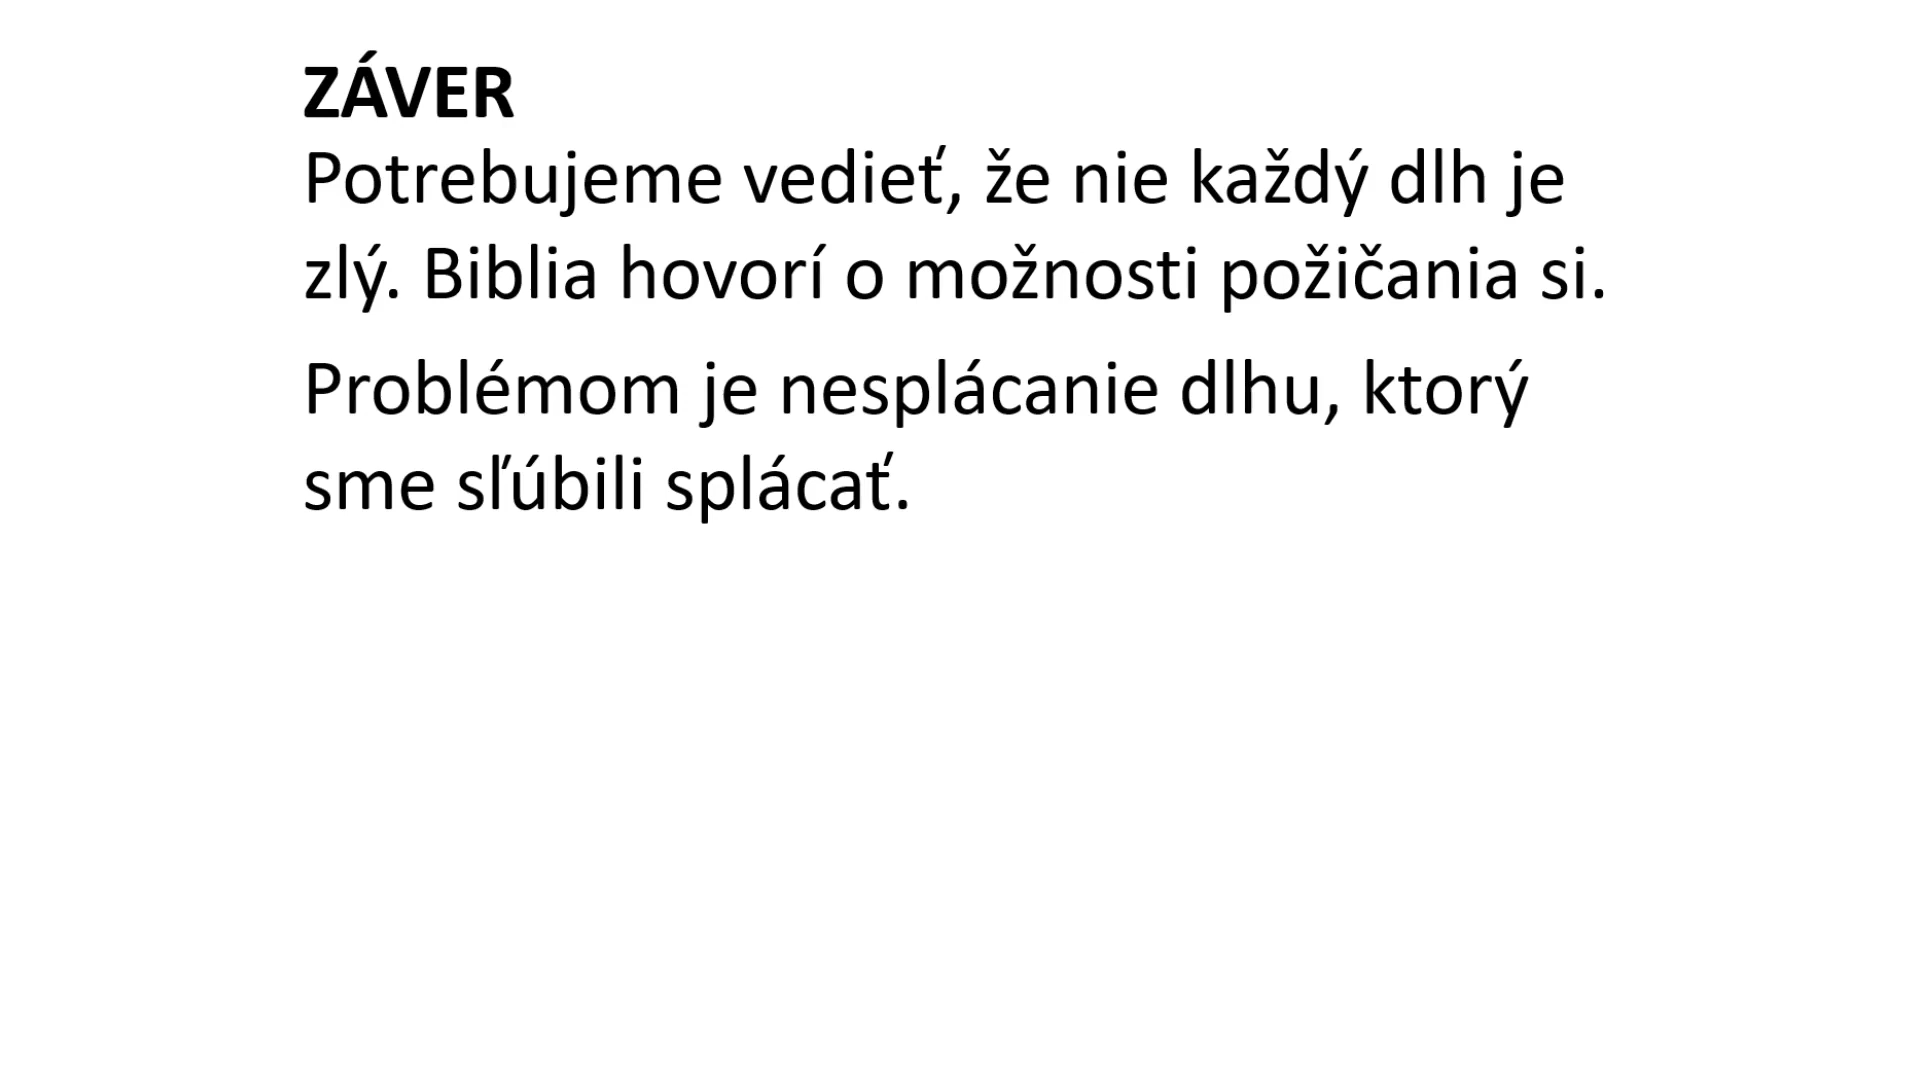 ZÁVER
Potrebujeme vedieť, že nie každý dlh je
zlý. Biblia hovorí o možnosti požičania si.
Problémom je nesplácanie dlhu, ktorý
sme sľúbili splácať.